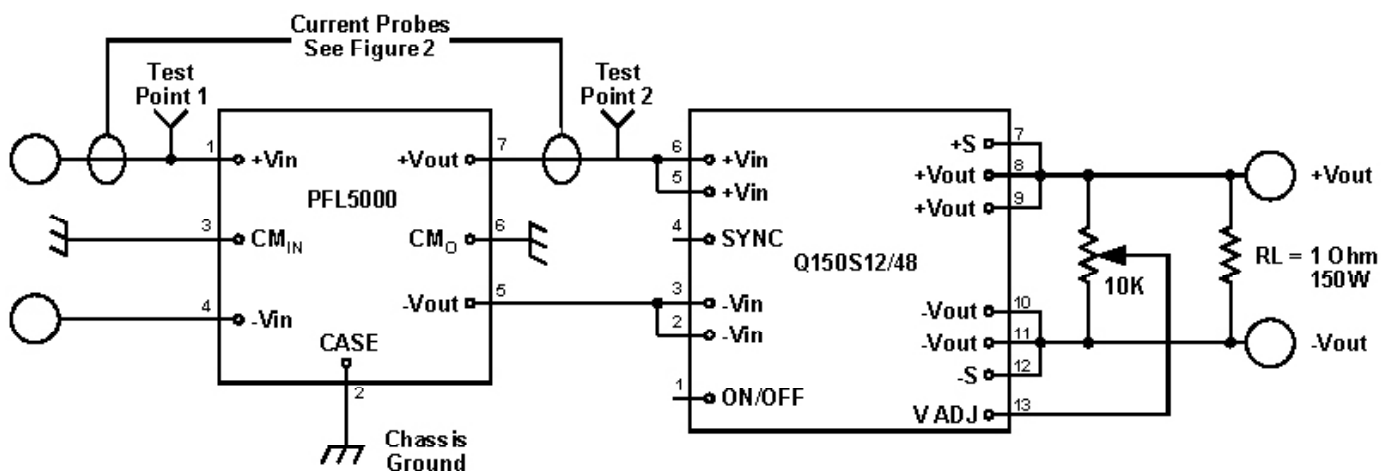 Current Probes
See Figure 2
Test
Point 1
Test
Point 2
1
+Vin
+Vout
7
PFL5000
3
CM_IN
CM_O
6
-Vout
5
4
-Vin
CASE
2
Chassis
Ground
6
+Vin
5
+Vin
4
SYNC
Q150S12/48
3
-Vin
2
-Vin
1
ON/OFF
+S
7
+Vout
8
+Vout
9
-Vout
10
-Vout
11
-S
12
V ADJ
13
10K
RL = 1 Ohm
150W
+Vout
-Vout